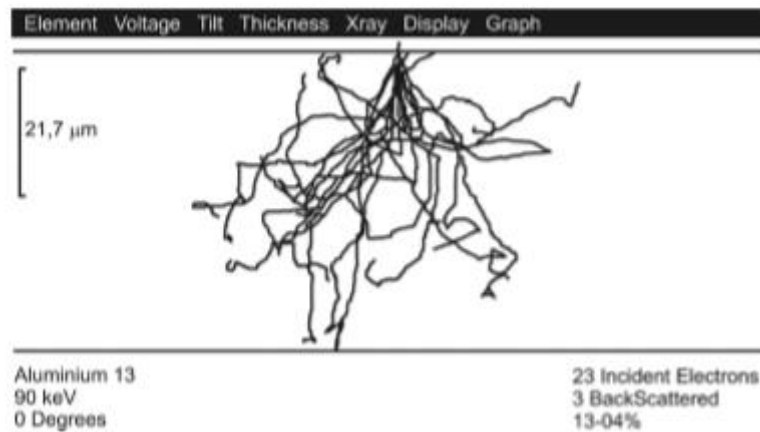 Element Voltage Tilt Thickness Xray Display Graph
21,7 μm
Aluminium 13
90 keV
0 Degrees
23 Incident Electrons
3 BackScattered
13-04%